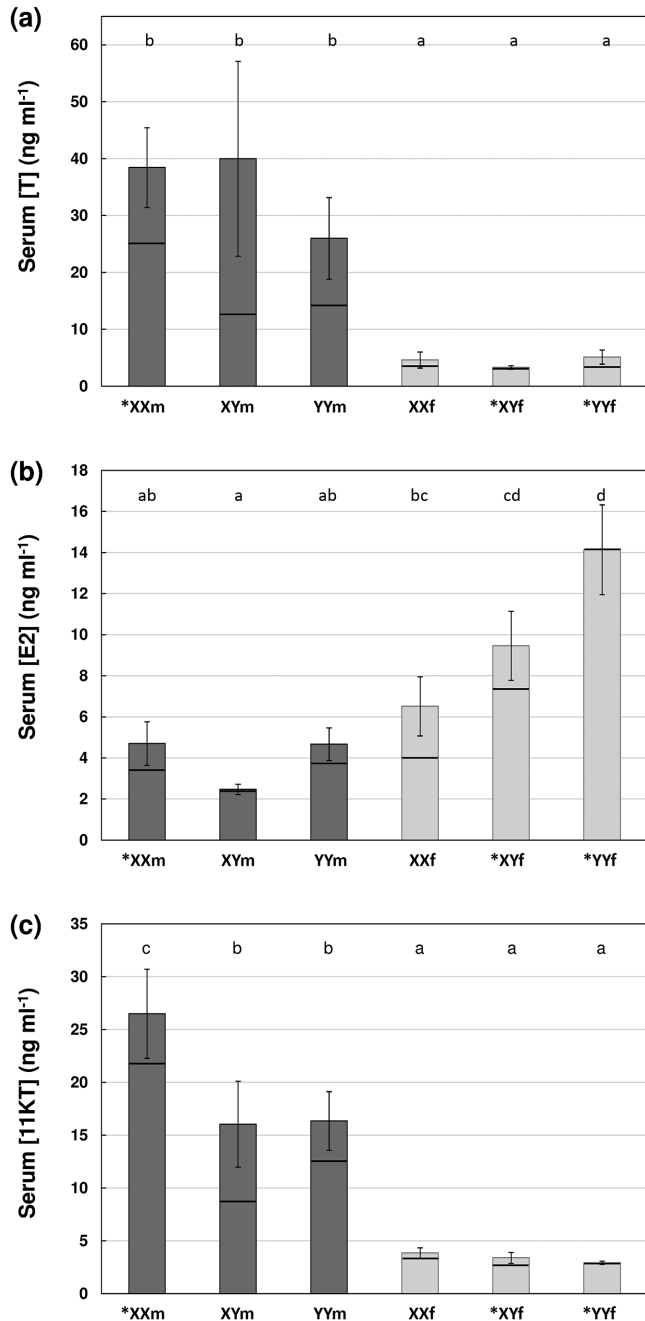 (a)
Serum [T] (ng ml⁻¹)
60
50
40
30
20
10
0
b b b a a a
*XXm XYm YYm XXf *XYf *YYf
(b)
Serum [E2] (ng ml⁻¹)
18
16
14
12
10
8
6
4
2
0
ab a ab bc cd d
*XXm XYm YYm XXf *XYf *YYf
(c)
Serum [11KT] (ng ml⁻¹)
35
30
25
20
15
10
5
0
c b b a a a
*XXm XYm YYm XXf *XYf *YYf